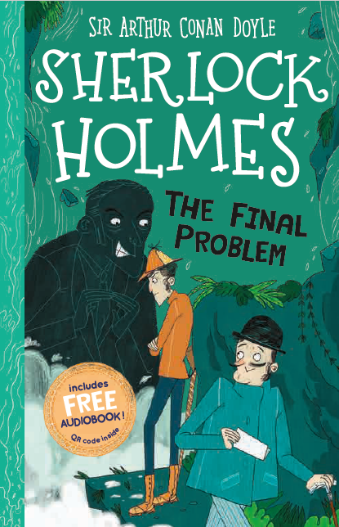 SIR ARTHUR CONAN DOYLE
SHERLOCK
HOLMES
THE FINAL
PROBLEM
includes
FREE
AUDIOBOOK!
QR code inside